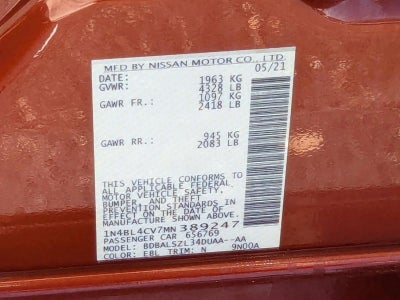 MFD BY NISSAN MOTOR CO., LTD.
DATE: 05/21
GVWR: 1963 KG
4328 LB
GAWR FR.: 1097 KG
2418 LB
GAWR RR.: 945 KG
2083 LB
THIS VEHICLE CONFORMS TO
ALL APPLICABLE FEDERAL
MOTOR VEHICLE SAFETY,
BUMPER, AND THEFT
PREVENTION STANDARDS IN
EFFECT ON THE DATE OF
MANUFACTURE SHOWN ABOVE.
1N4BL4CV7MN 389247
PASSENGER CAR 656769
MODEL: BDBALSZL34DUAA--AA
COLOR: EBL TRIM: N 9N00A